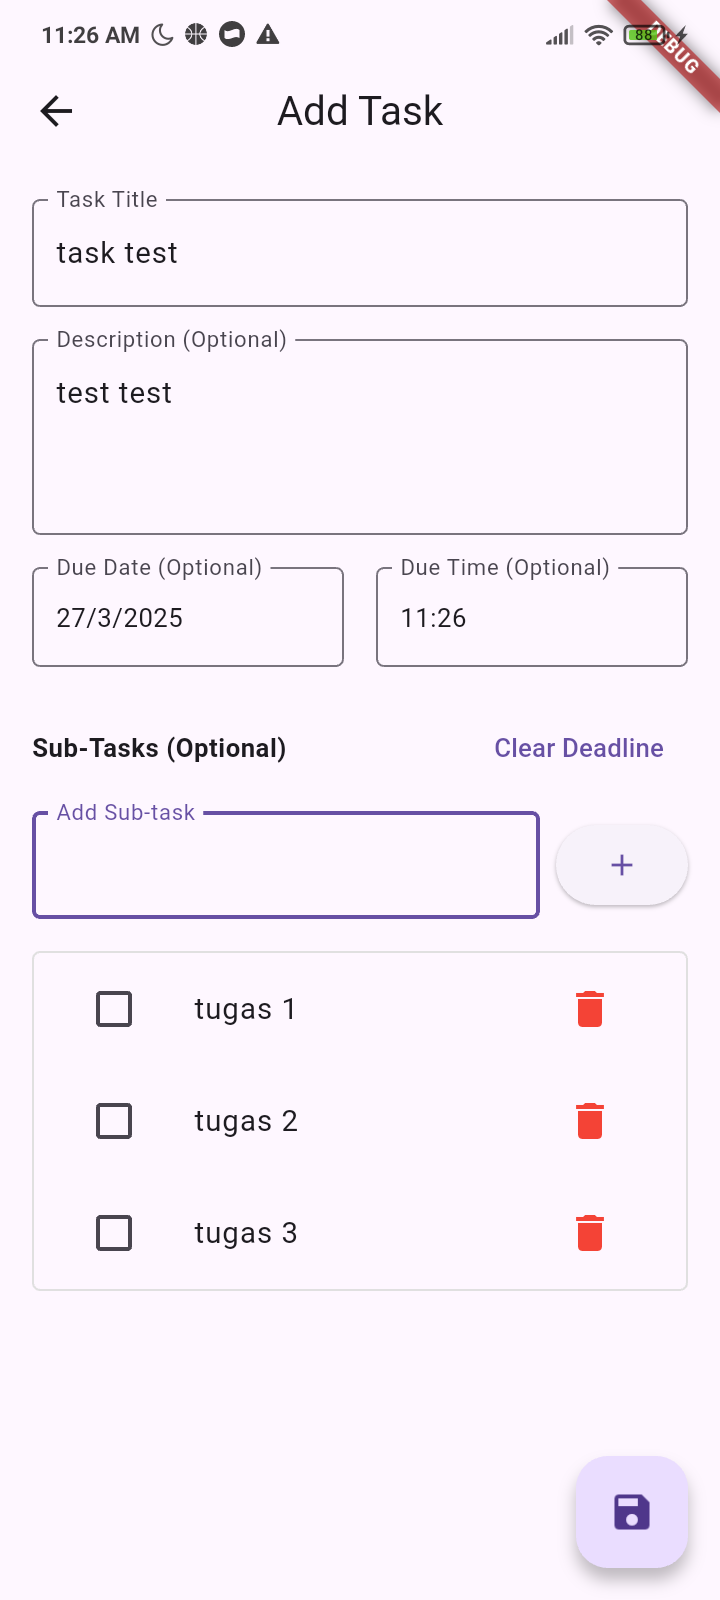 11:26 AM
88
Add Task
Task Title
task test
Description (Optional)
test test
Due Date (Optional)
Due Time (Optional)
27/3/2025
11:26
Sub-Tasks (Optional)
Clear Deadline
Add Sub-task
+
tugas 1
tugas 2
tugas 3